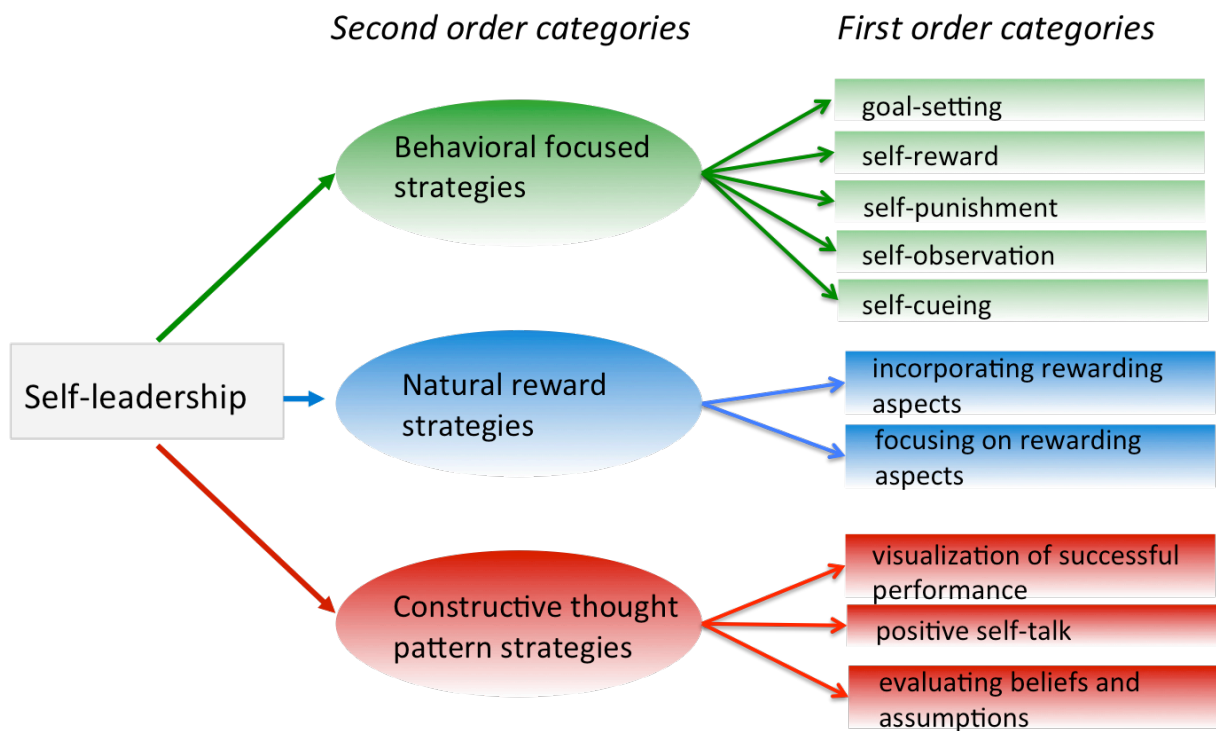 Second order categories
First order categories
Self-leadership
Behavioral focused
strategies
goal-setting
self-reward
self-punishment
self-observation
self-cueing
Natural reward
strategies
incorporating rewarding
aspects
focusing on rewarding
aspects
Constructive thought
pattern strategies
visualization of successful
performance
positive self-talk
evaluating beliefs and
assumptions